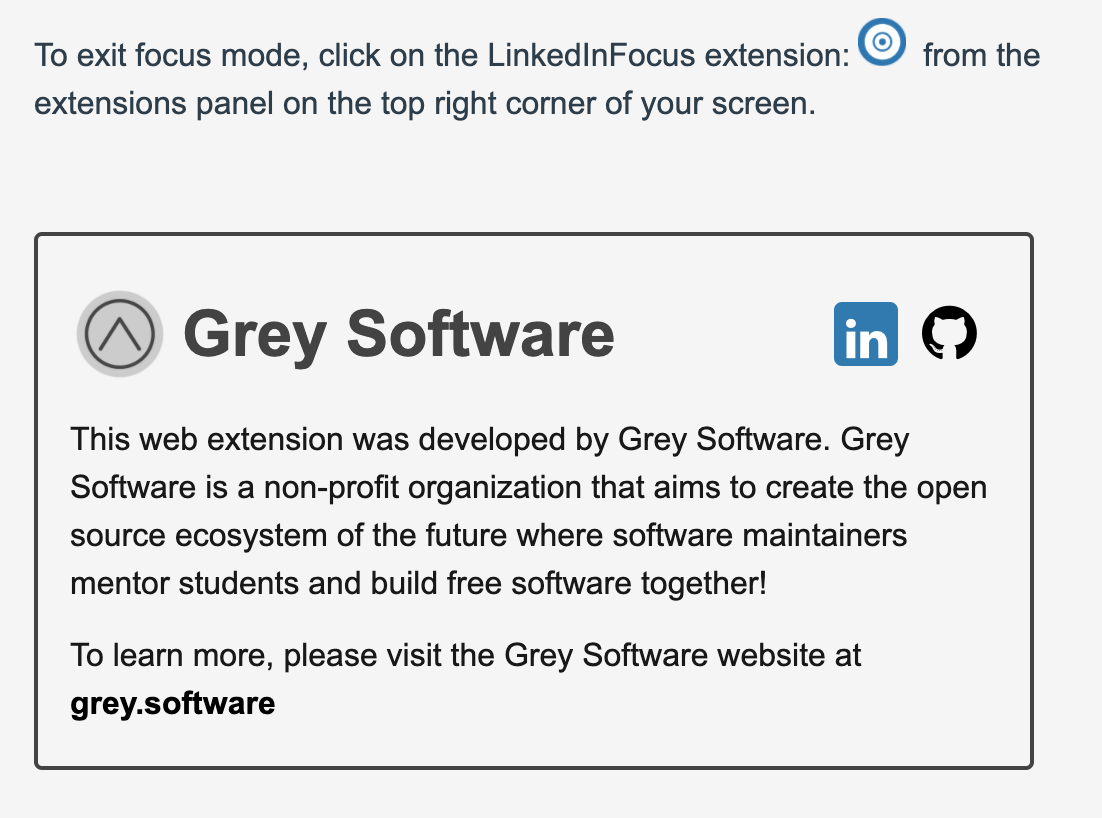 To exit focus mode, click on the LinkedInFocus extension: from the
extensions panel on the top right corner of your screen.
Grey Software
in
This web extension was developed by Grey Software. Grey
Software is a non-profit organization that aims to create the open
source ecosystem of the future where software maintainers
mentor students and build free software together!
To learn more, please visit the Grey Software website at
grey.software